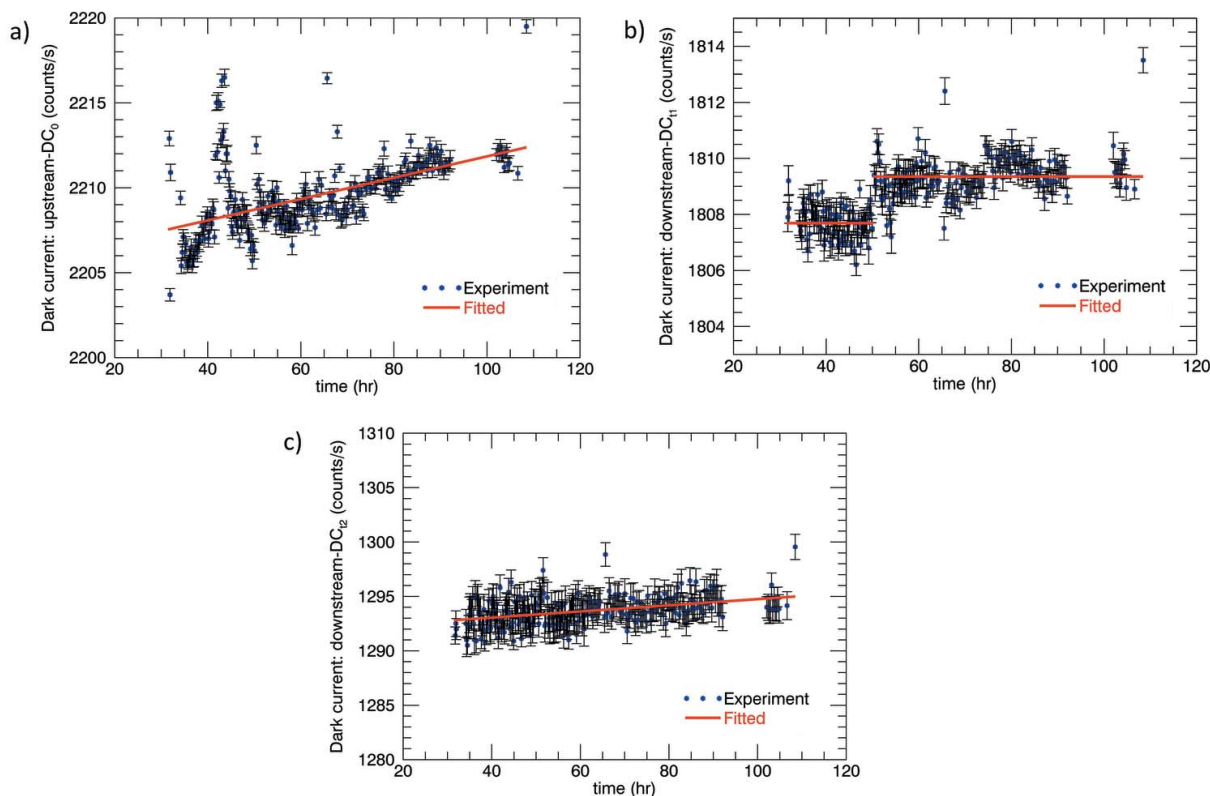 a)
Dark current: upstream-DC₀ (counts/s)
2220
2215
2210
2205
2200
20 40 60 80 100 120
time (hr)
Experiment
Fitted
b)
Dark current: downstream-DCₜ₁ (counts/s)
1814
1812
1810
1808
1806
1804
20 40 60 80 100 120
time (hr)
Experiment
Fitted
c)
Dark current: downstream-DCₜ₂ (counts/s)
1310
1305
1300
1295
1290
1285
1280
20 40 60 80 100 120
time (hr)
Experiment
Fitted